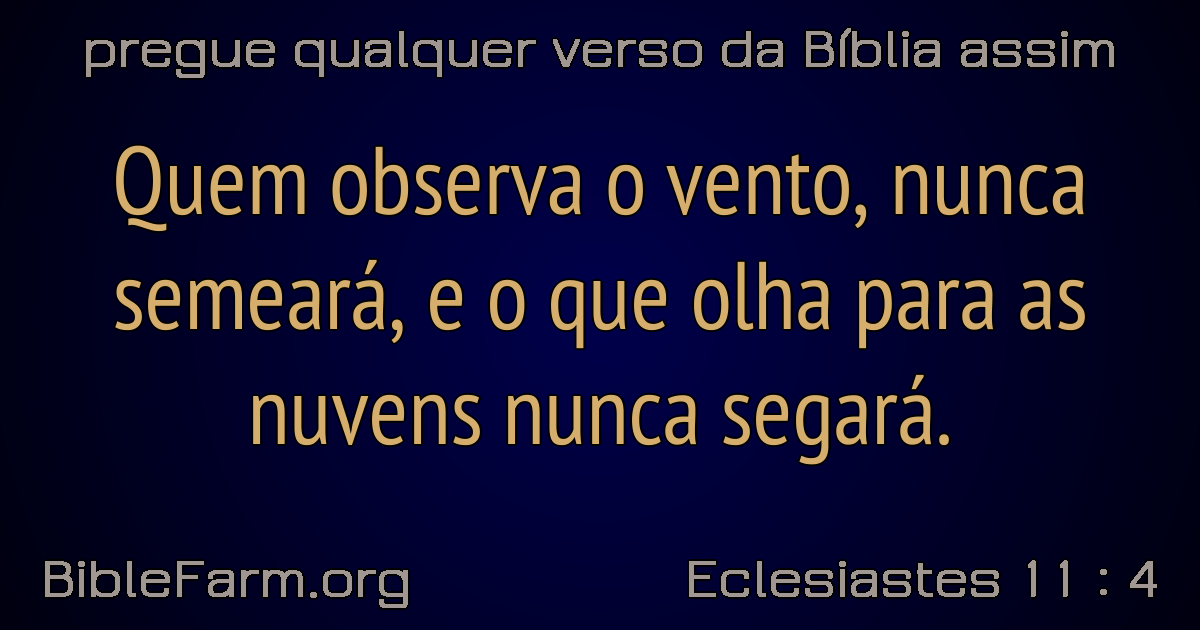 pregue qualquer verso da Bíblia assim
Quem observa o vento, nunca
semeará, e o que olha para as
nuvens nunca segará.
BibleFarm.org
Eclesiastes 11 : 4